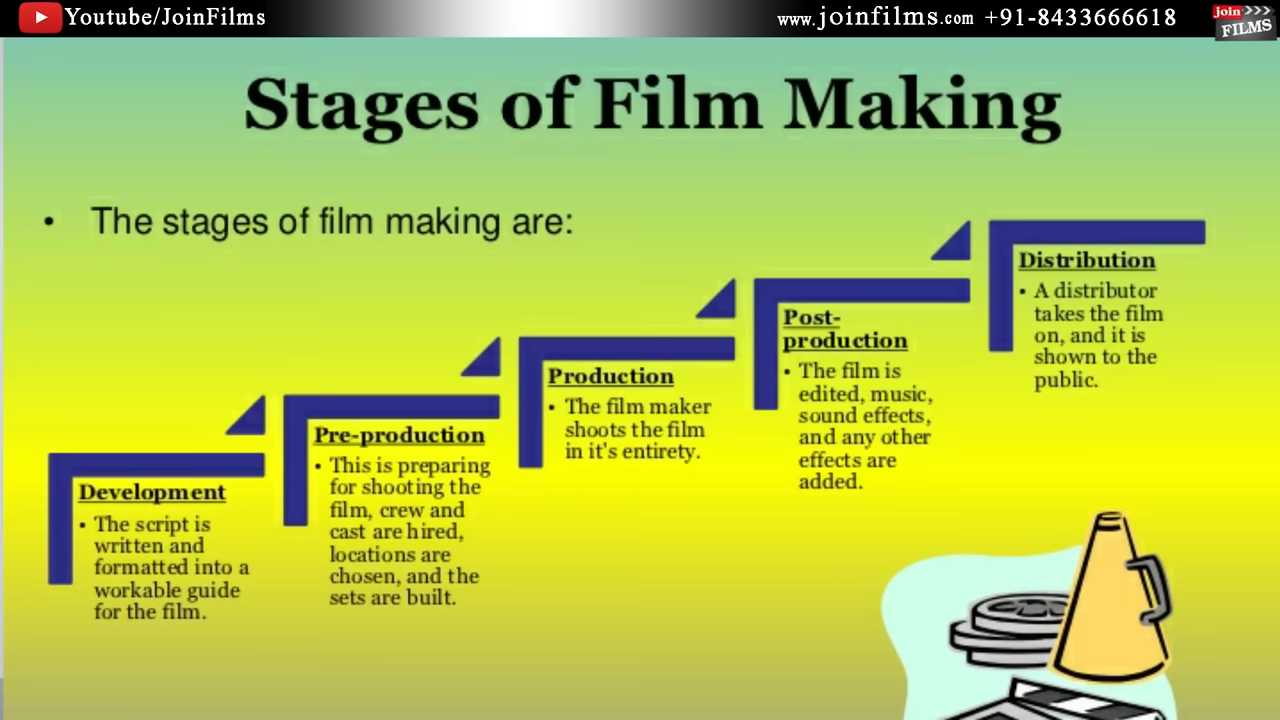 Youtube/JoinFilms
www.joinfilms.com +91-8433666618
join
FILMS
Stages of Film Making
• The stages of film making are:
Development
• The script is
written and
formatted into a
workable guide
for the film.
Pre-production
• This is preparing
for shooting the
film, crew and
cast are hired,
locations are
chosen, and the
sets are built.
Production
• The film maker
shoots the film
in it's entirety.
Post-
production
• The film is
edited, music,
sound effects,
and any other
effects are
added.
Distribution
• A distributor
takes the film
on, and it is
shown to the
public.